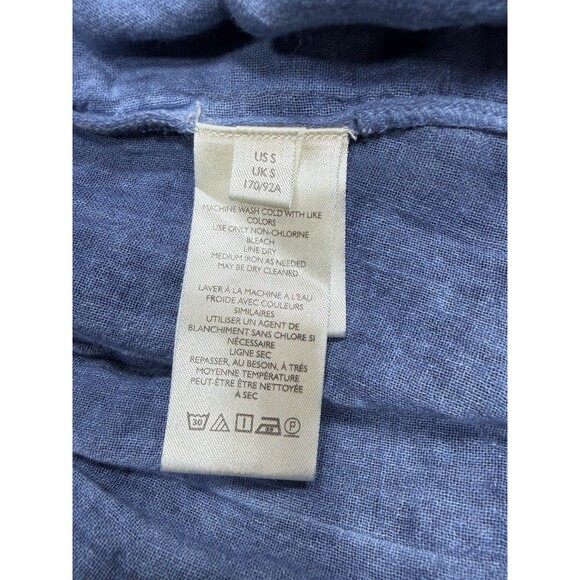 US S
UK S
170/92A
MACHINE WASH COLD WITH LIKE
COLORS
USE ONLY NON-CHLORINE
BLEACH
LINE DRY
MEDIUM IRON AS NEEDED
MAY BE DRY CLEANED
LAVER À LA MACHINE A L'EAU
FROIDE AVEC COULEURS
SIMILAIRES
UTILISER UN AGENT DE
BLANCHIMENT SANS CHLORE SI
NÉCESSAIRE
LIGNE SEC
REPASSER, AU BESOIN, À TRÉS
MOYENNE TEMPÉRATURE
PEUT-ÊTRE ÊTRE NETTOYÉE
A SEC
30 P